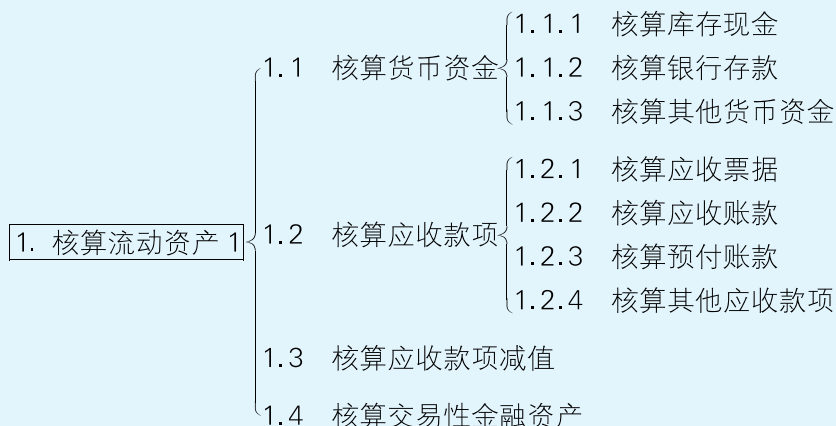 1. 核算流动资产1
1.1 核算货币资金
1.1.1 核算库存现金
1.1.2 核算银行存款
1.1.3 核算其他货币资金
1.2 核算应收款项
1.2.1 核算应收票据
1.2.2 核算应收账款
1.2.3 核算预付账款
1.2.4 核算其他应收款项
1.3 核算应收款项减值
1.4 核算交易性金融资产